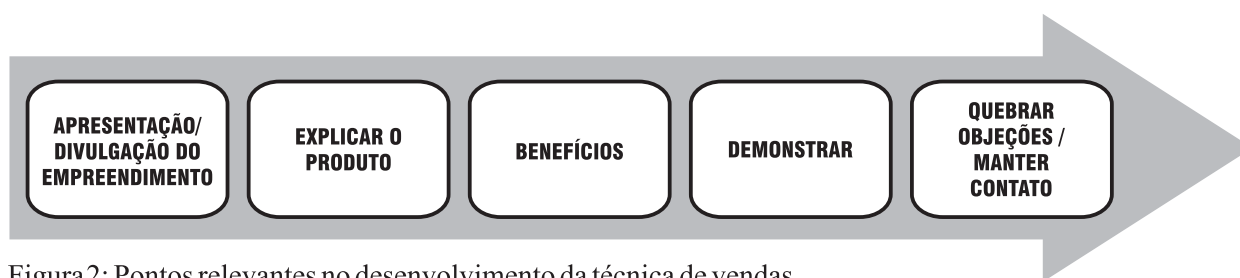 APRESENTAÇÃO/
DIVULGAÇÃO DO
EMPREENDIMENTO
EXPLICAR O
PRODUTO
BENEFÍCIOS
DEMONSTRAR
QUEBRAR
OBJEÇÕES /
MANTER
CONTATO
Figura 2: Pontos relevantes no desenvolvimento da técnica de vendas